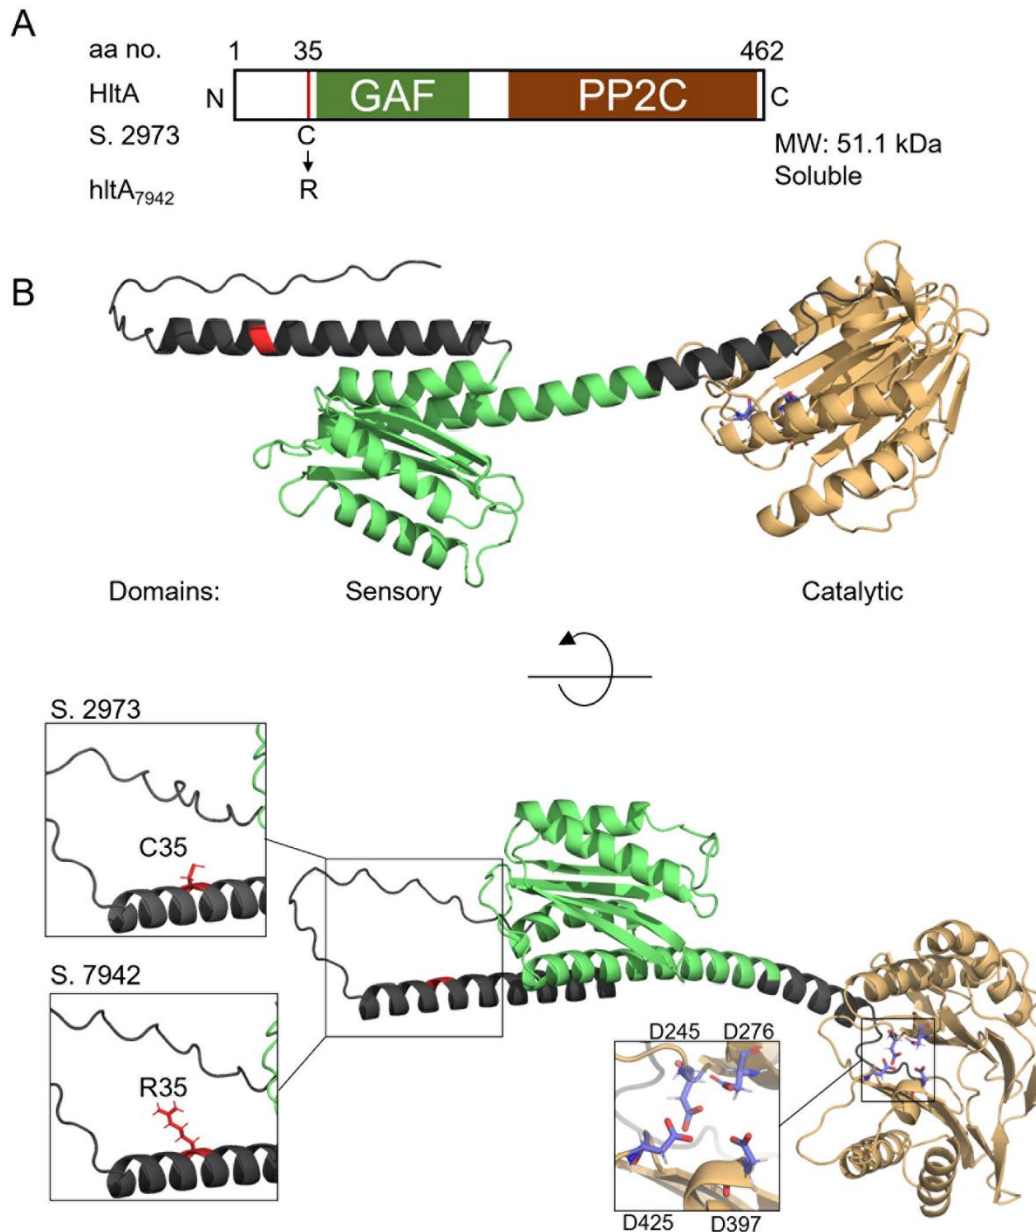 A
aa no. 1 35 462
HltA N GAF PP2C C
S. 2973 C
MW: 51.1 kDa
hltA7942 R
Soluble
B
Domains: Sensory Catalytic
S. 2973
C35
S. 7942
R35
D245 D276
D425 D397